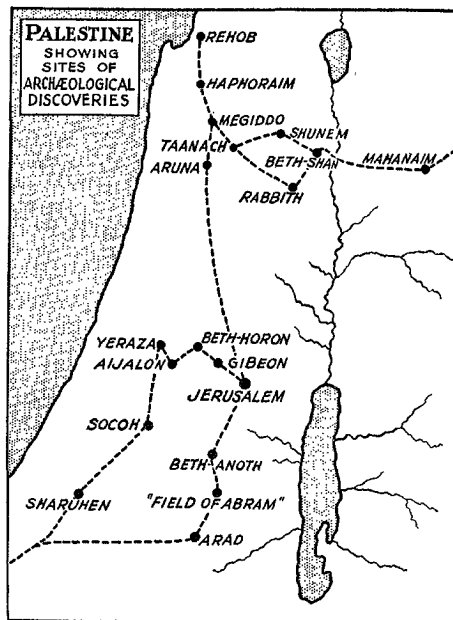 PALESTINE
SHOWING
SITES OF
ARCHÆOLOGICAL
DISCOVERIES
REHOB
HAPHORAIM
MEGIDDO
SHUNEM
TAANACH
BETH-SHAN
MAHANAIM
ARUNA
RABBITH
YERAZA
BETH-HORON
AIJALON
GIBEON
JERUSALEM
SOCOH
BETH-ANOTH
SHARUHEN
"FIELD OF ABRAM"
ARAD